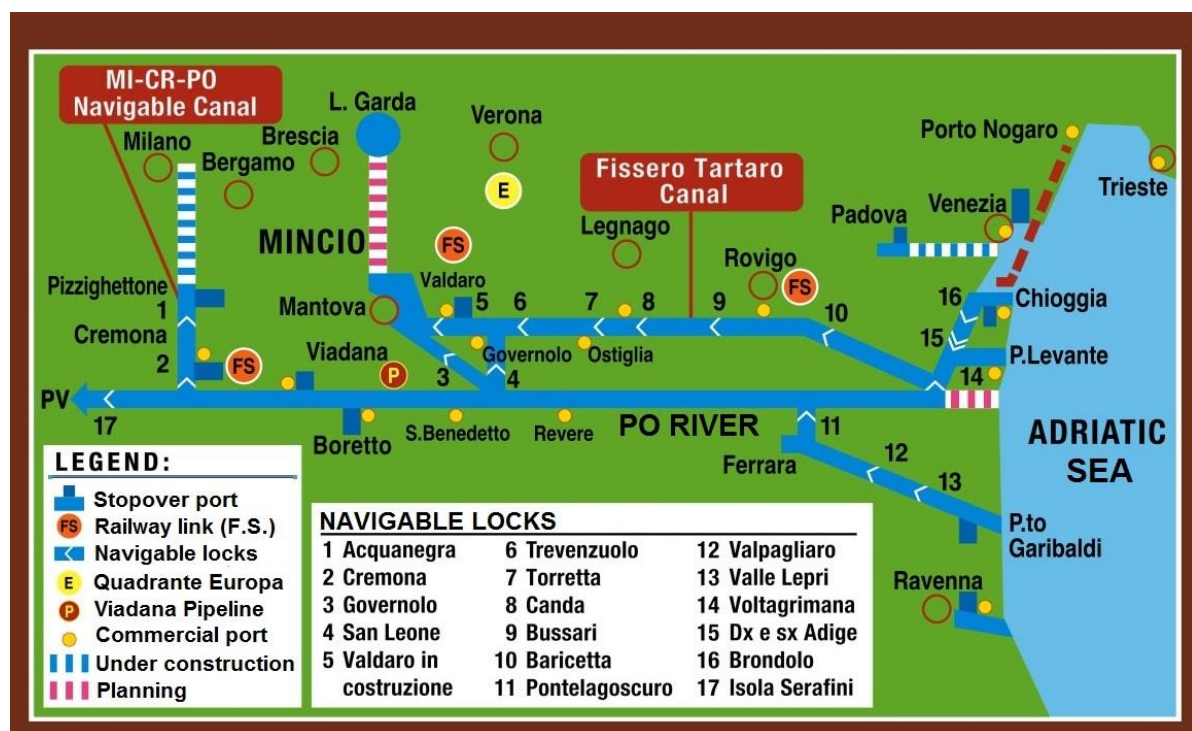 MI-CR-PO
Navigable Canal
L. Garda
Verona
Porto Nogaro
Milano
Brescia
Bergamo
E
Fissero Tartaro
Canal
Trieste
Padova
Venezia
MINCIO
FS
Legnago
Rovigo
FS
Pizzighettone
1
Valdaro
5
6
7
8
9
10
16
Chioggia
Mantova
Cremona
15
2
FS
Viadana
P
Governolo
Ostiglia
P.Levante
3
4
14
PV
17
Boretto
S.Benedetto
Revere
PO RIVER
11
Ferrara
12
13
ADRIATIC
SEA
P.to
Garibaldi
Ravenna
LEGEND:
Stopover port
FS Railway link (F.S.)
Navigable locks
E Quadrante Europa
P Viadana Pipeline
Commercial port
Under construction
Planning
NAVIGABLE LOCKS
1 Acquanegra
2 Cremona
3 Governolo
4 San Leone
5 Valdaro in
costruzione
6 Trevenzuolo
7 Torretta
8 Canda
9 Bussari
10 Baricetta
11 Pontelagoscuro
12 Valpagliaro
13 Valle Lepri
14 Voltagrimana
15 Dx e sx Adige
16 Brondolo
17 Isola Serafini